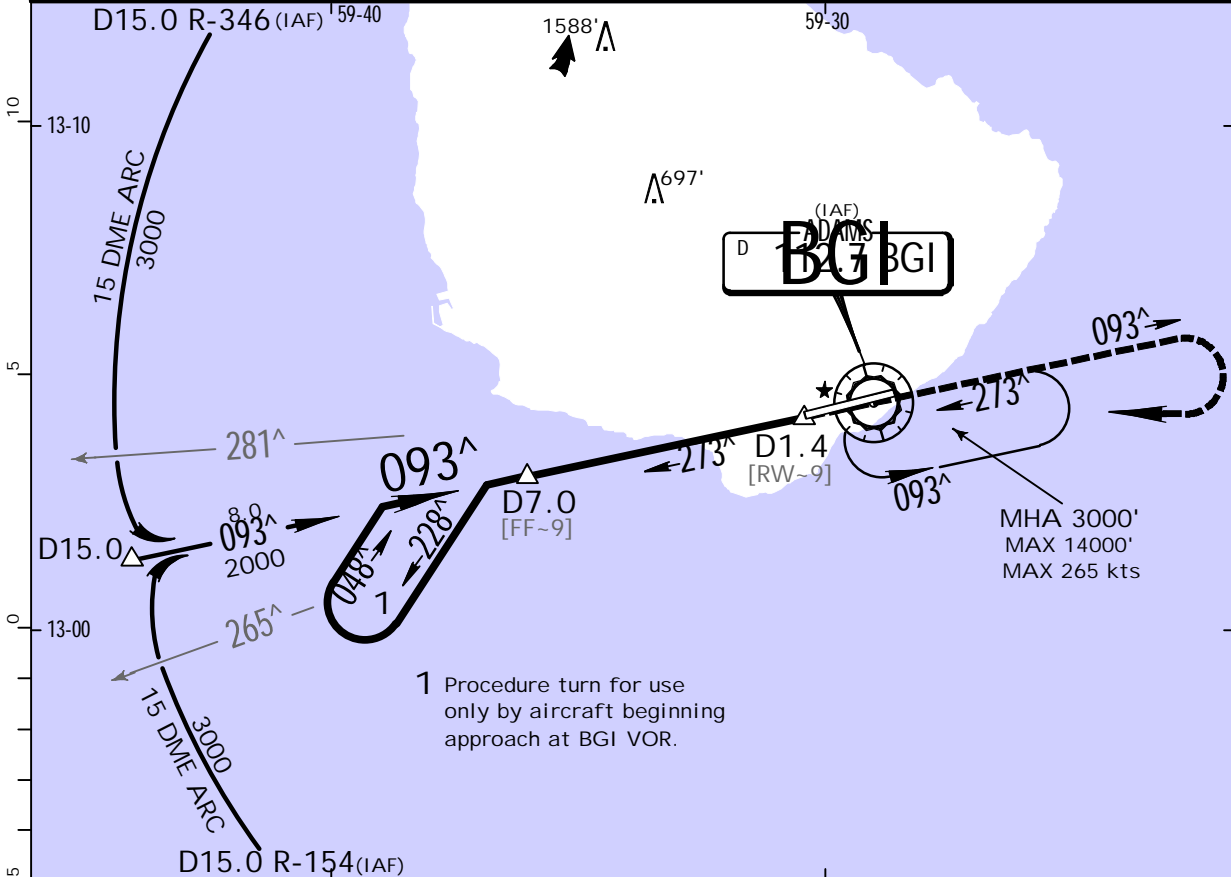 D15.0 R-346 (IAF)
59-40
1588'
59-30
10
13-10
697'
15 DME ARC
3000
(IAF)
ADAMS
D 112.7 BGI
BGI
093^
5
273^
281^
093^
273^
D1.4
[RW~9]
093^
D7.0
[FF~9]
MHA 3000'
MAX 14000'
MAX 265 kts
8.0
093^
2000
D15.0
228^
048^
1
265^
0
13-00
1 Procedure turn for use
only by aircraft beginning
approach at BGI VOR.
3000
15 DME ARC
D15.0 R-154 (IAF)
5